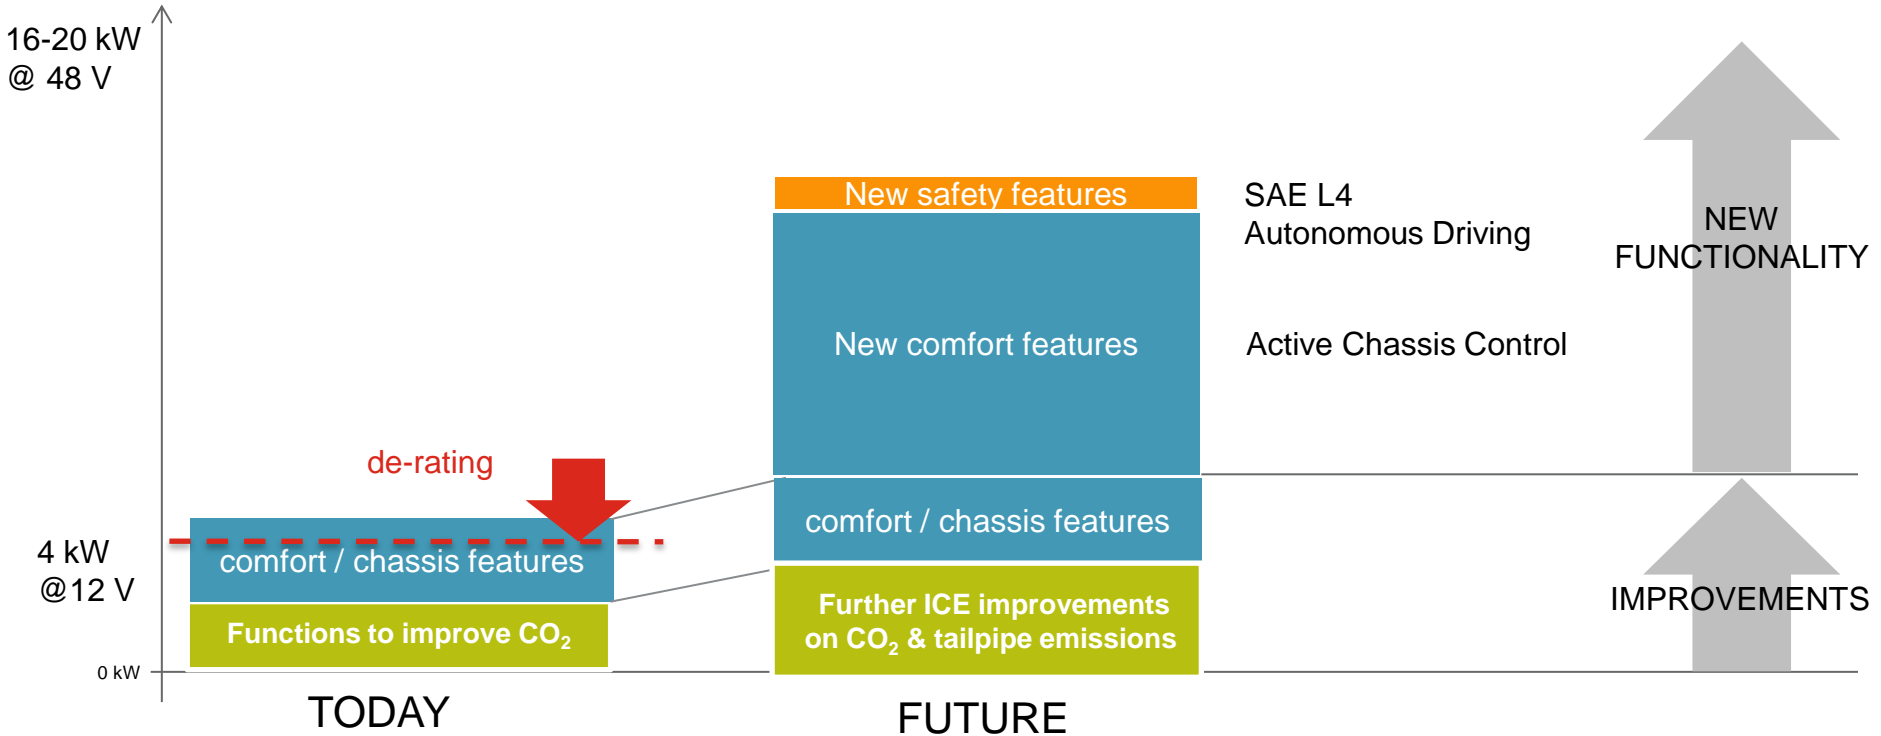 16-20 kW
@ 48 V
New safety features
SAE L4
Autonomous Driving
NEW
FUNCTIONALITY
New comfort features
Active Chassis Control
de-rating
comfort / chassis features
4 kW
@12 V
comfort / chassis features
Further ICE improvements
on CO₂ & tailpipe emissions
IMPROVEMENTS
Functions to improve CO₂
0 kW
TODAY
FUTURE